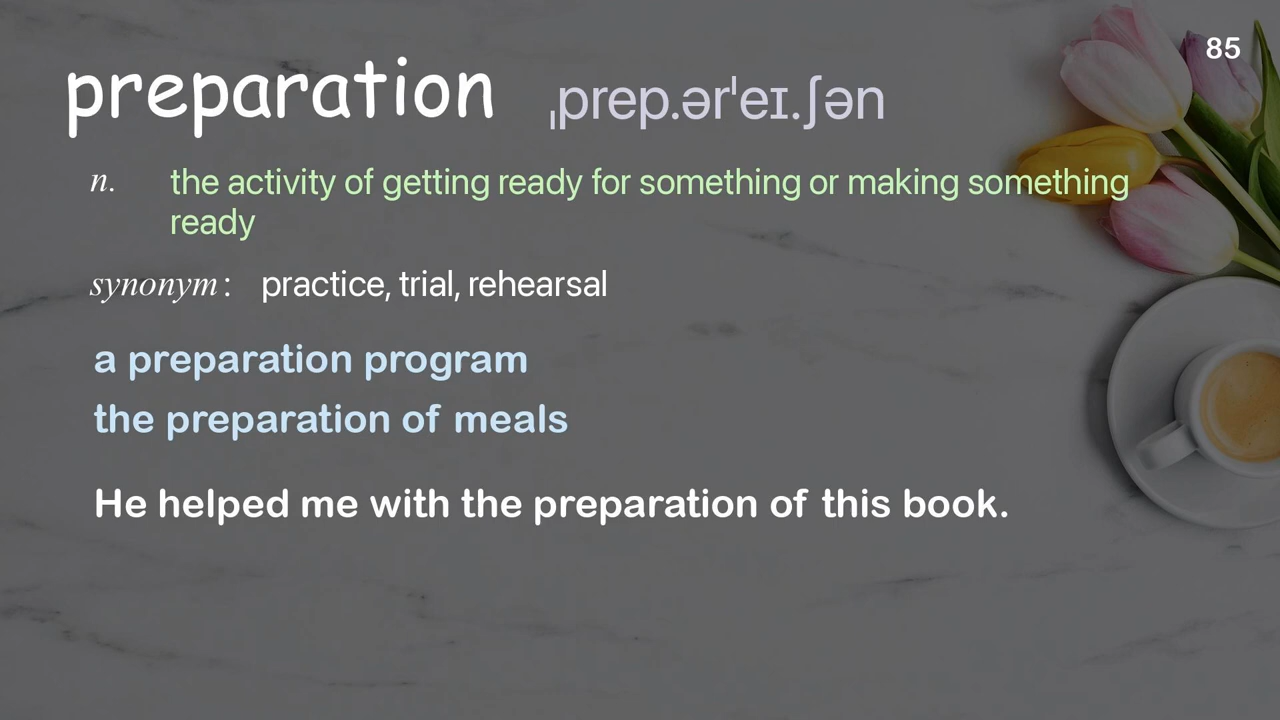 85
preparation ˌprep.ərˈeɪ.ʃən
n. the activity of getting ready for something or making something
ready
synonym: practice, trial, rehearsal
a preparation program
the preparation of meals
He helped me with the preparation of this book.